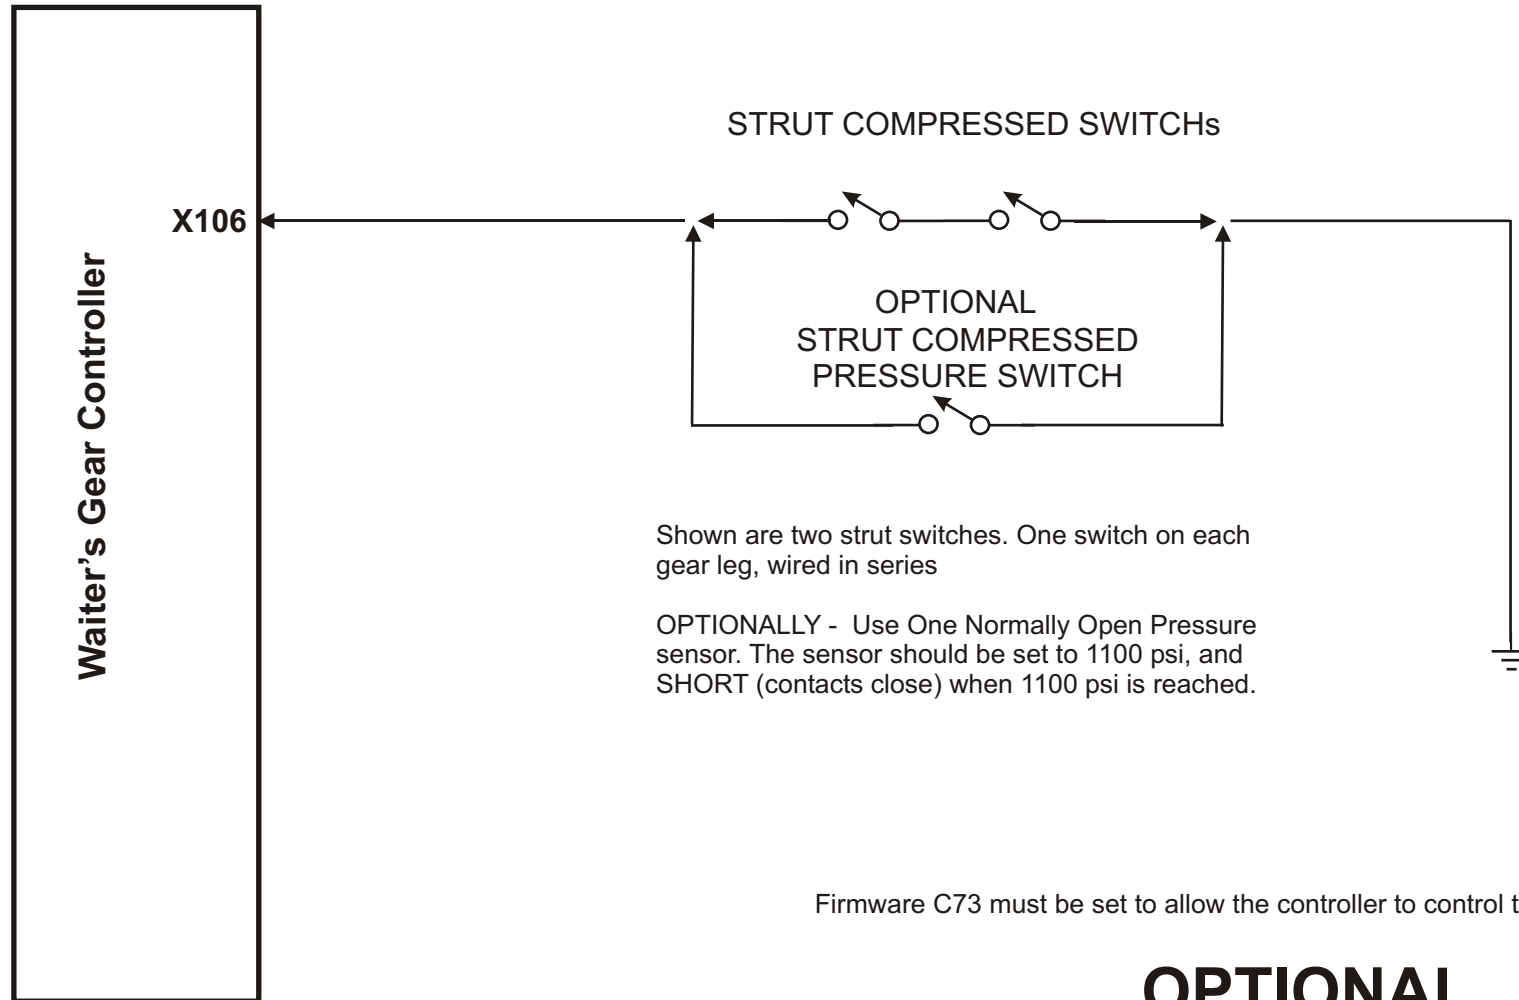 STRUT COMPRESSED SWITCHs
X106
Waiter's Gear Controller
OPTIONAL
STRUT COMPRESSED
PRESSURE SWITCH
Shown are two strut switches. One switch on each
gear leg, wired in series
OPTIONALLY - Use One Normally Open Pressure
sensor. The sensor should be set to 1100 psi, and
SHORT (contacts close) when 1100 psi is reached.
Firmware C73 must be set to allow the controller to control t
OPTIONAL